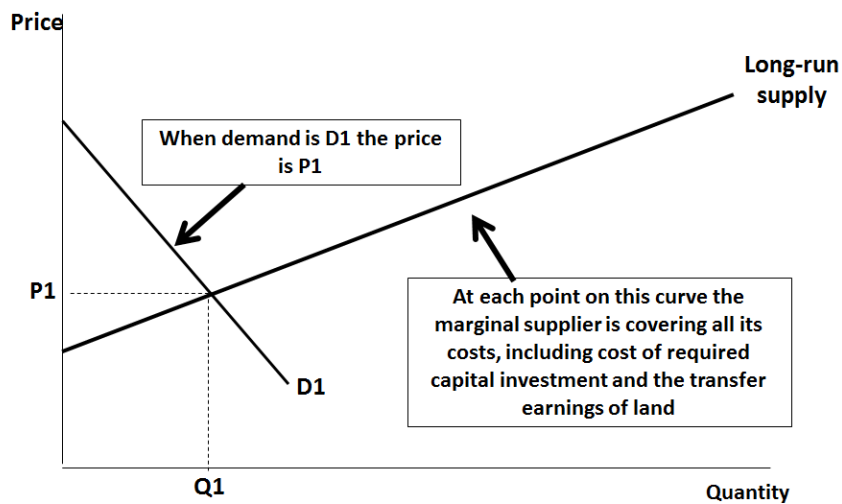 Price
Long-run
supply
When demand is D1 the price
is P1
P1
At each point on this curve the
marginal supplier is covering all its
costs, including cost of required
capital investment and the transfer
earnings of land
D1
Q1
Quantity